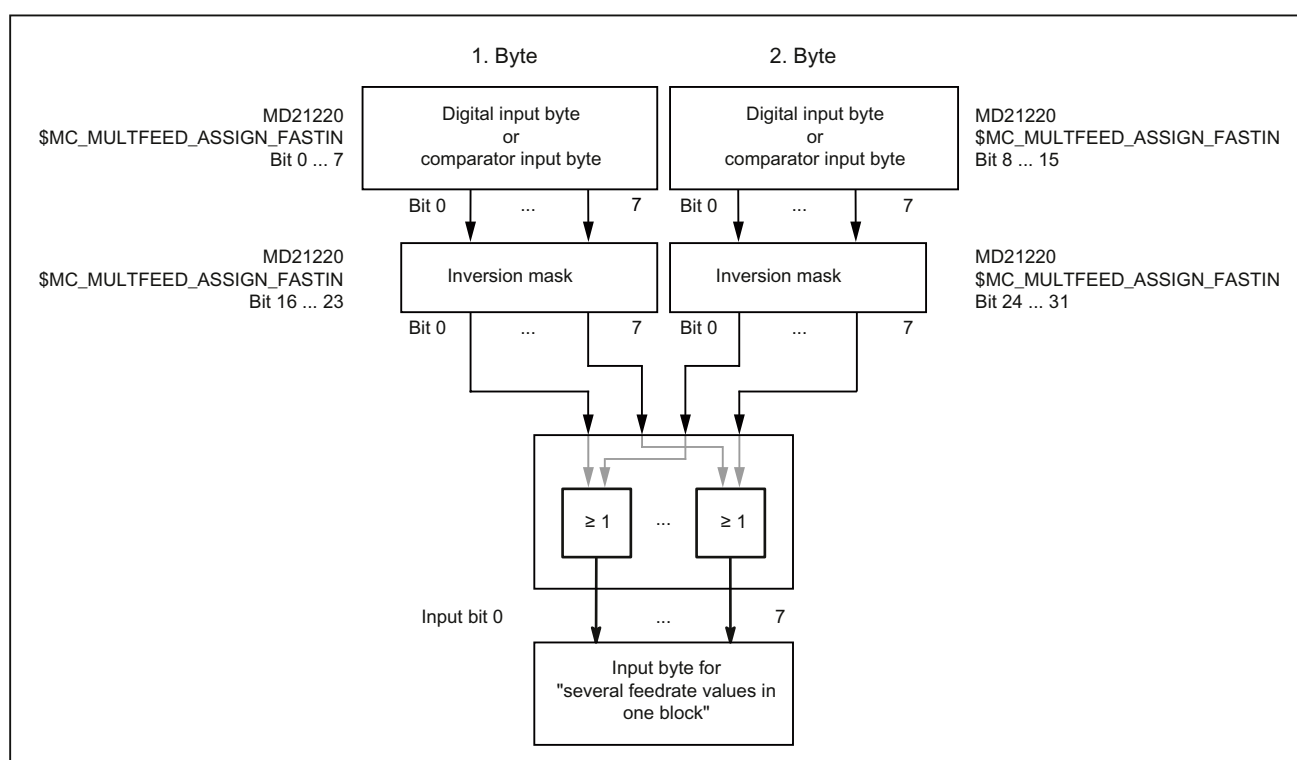 1. Byte
2. Byte
MD21220
$MC_MULTFEED_ASSIGN_FASTIN
Bit 0 ... 7
Digital input byte
or
comparator input byte
Digital input byte
or
comparator input byte
MD21220
$MC_MULTFEED_ASSIGN_FASTIN
Bit 8 ... 15
Bit 0 ... 7
Bit 0 ... 7
MD21220
$MC_MULTFEED_ASSIGN_FASTIN
Bit 16 ... 23
Inversion mask
Inversion mask
MD21220
$MC_MULTFEED_ASSIGN_FASTIN
Bit 24 ... 31
Bit 0 ... 7
Bit 0 ... 7
≥ 1 ... ≥ 1
Input bit 0 ... 7
Input byte for
"several feedrate values in
one block"